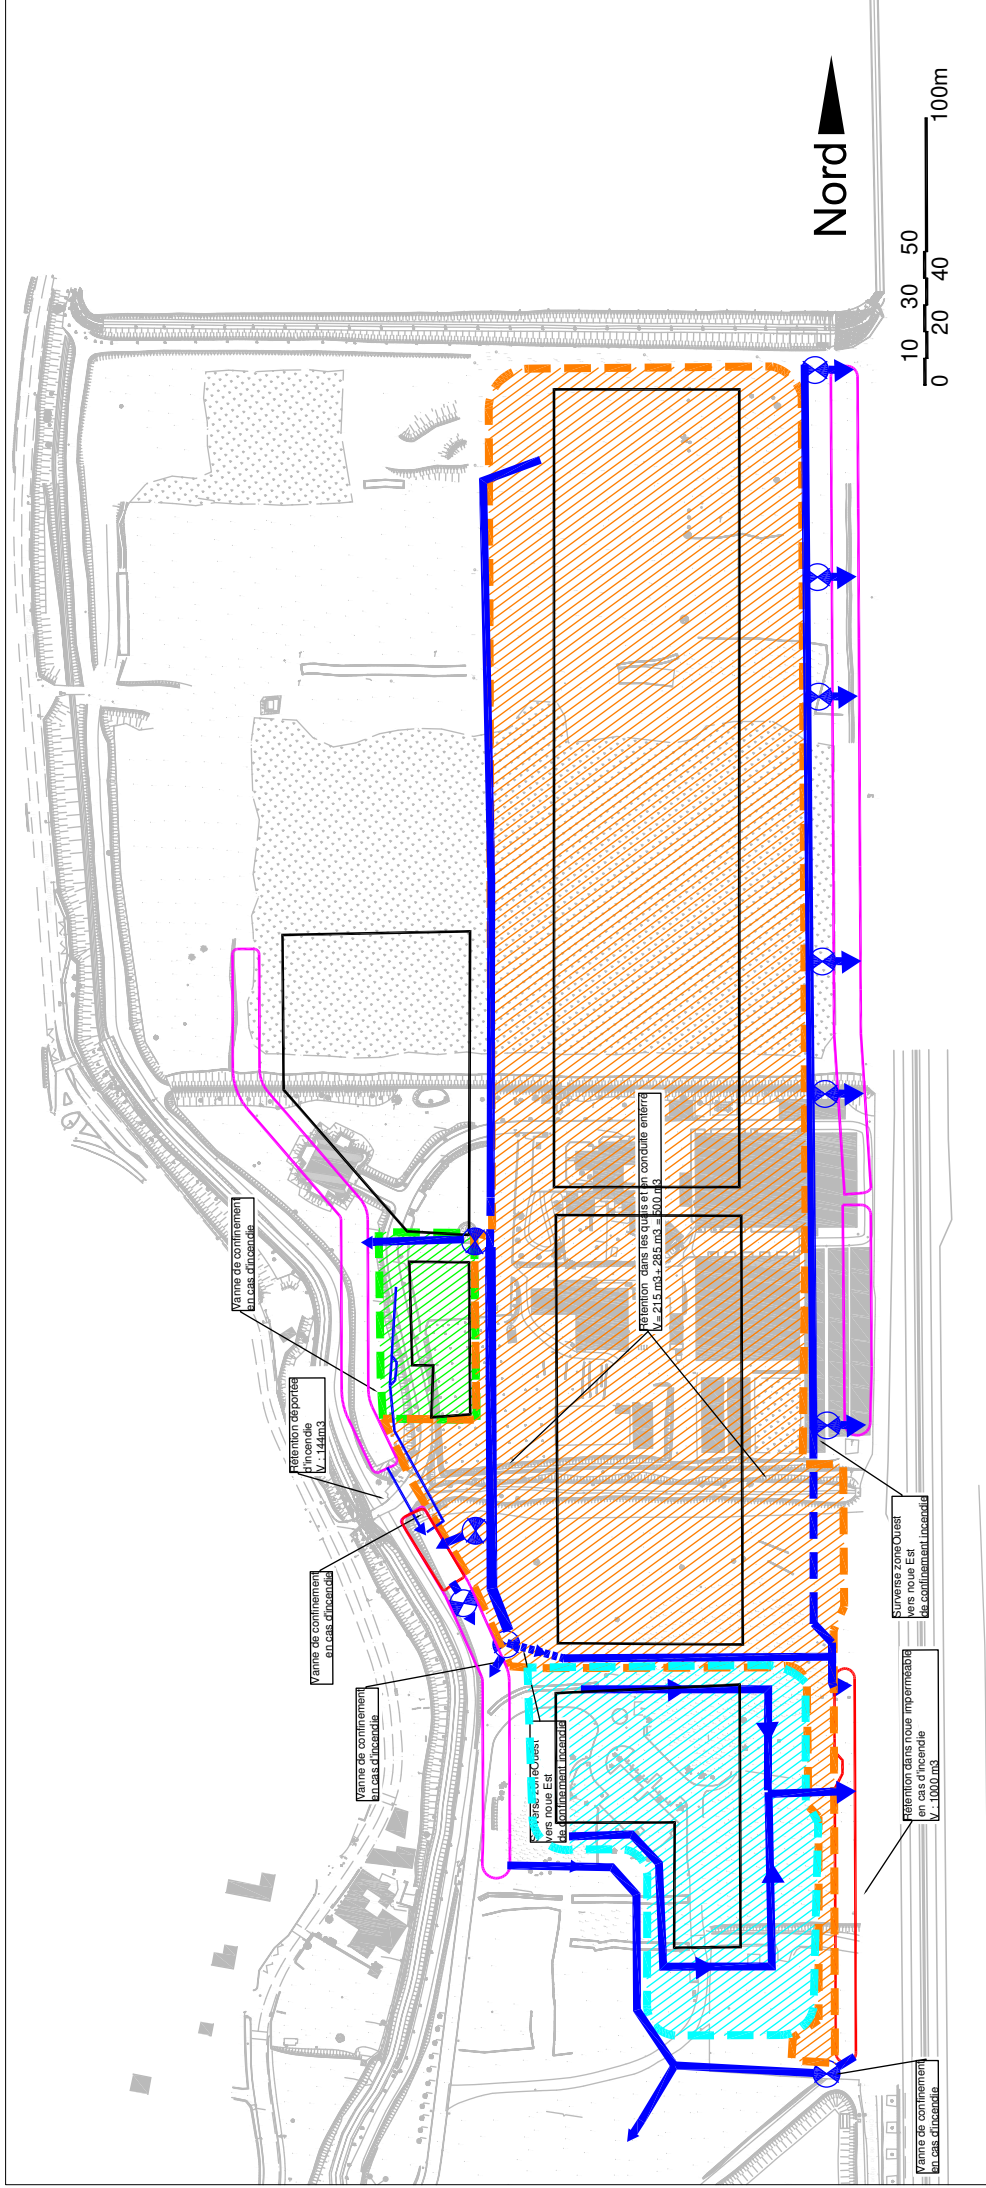 Nord
0
10
20
30
40
50
100m
Vanne de confinement
en cas d'incendie
Rétention déportée
d'incendie
V : 144m3
Vanne de confinement
en cas d'incendie
Vanne de confinement
en cas d'incendie
Surverse zone Ouest
vers noue Est
de confinement incendie
Rétention dans les quais et en conduite enterré
V= 215 m3 + 285 m3 = 500 m3
Surverse zone Ouest
vers noue Est
de confinement incendie
Rétention dans noue imperméable
en cas d'incendie
V : 1000 m3
Vanne de confinement
en cas d'incendie